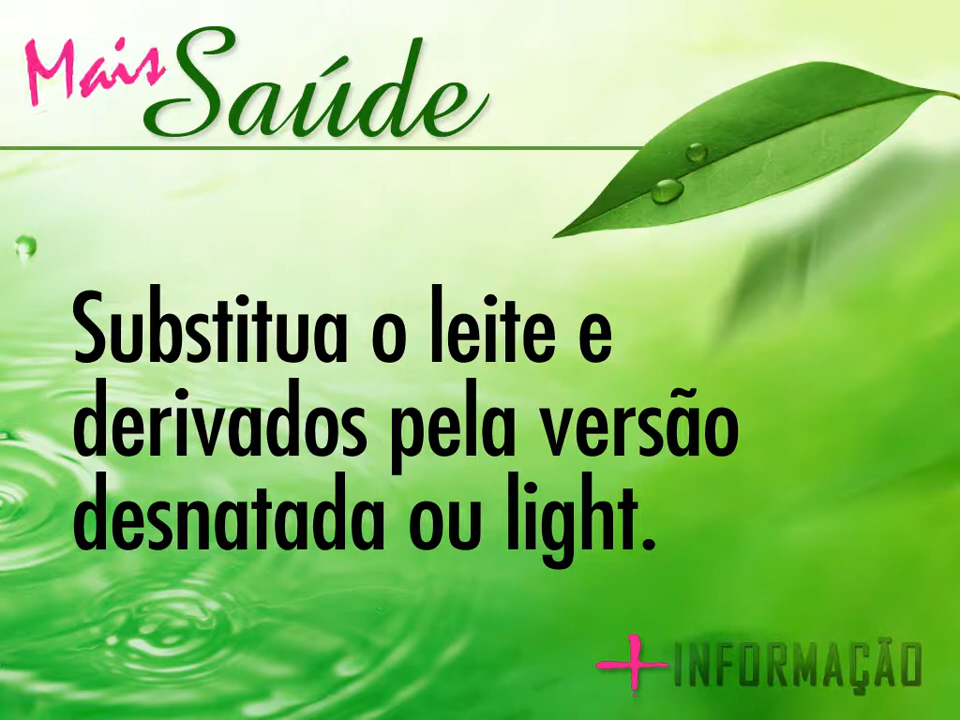 Mais Saúde
Substitua o leite e
derivados pela versão
desnatada ou light.
+INFORMAÇÃO